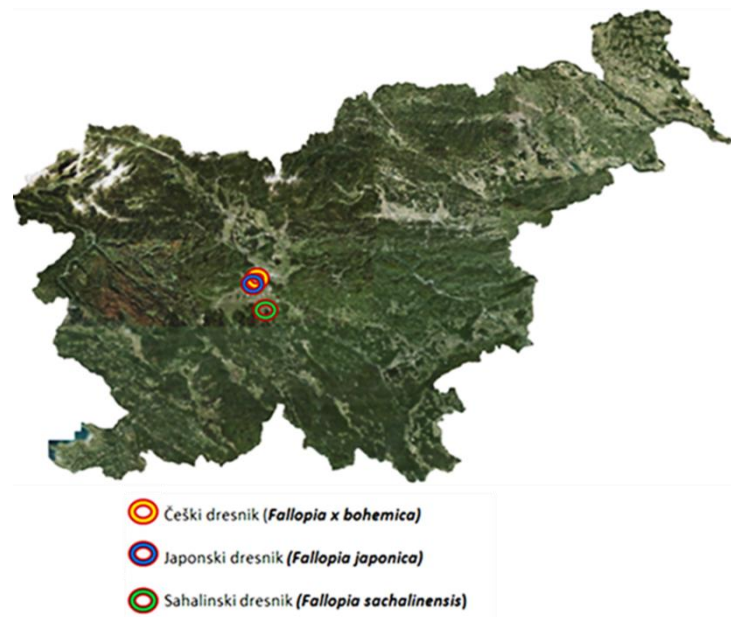 Češki dresnik (Fallopia x bohemica)
Japonski dresnik (Fallopia japonica)
Sahalinski dresnik (Fallopia sachalinensis)